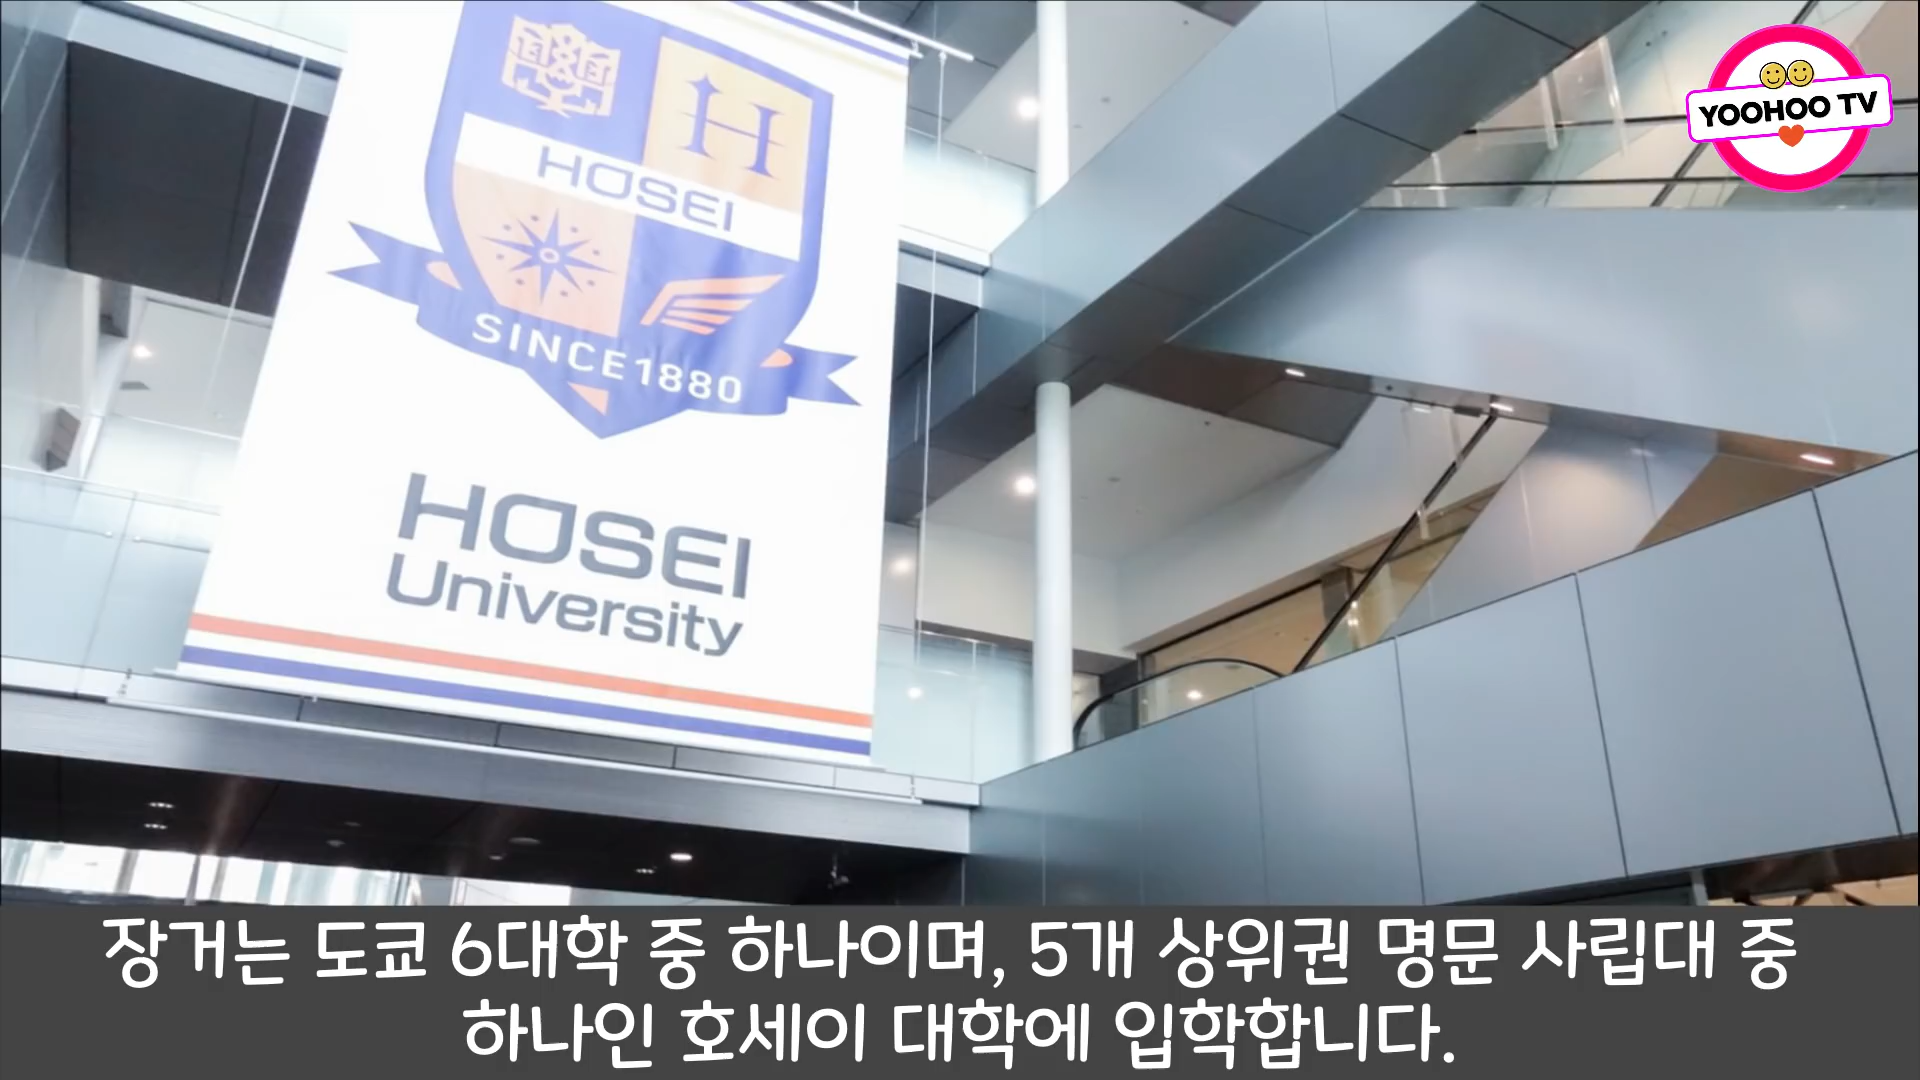 YOOHOO TV
H
HOSEI
SINCE1880
HOSEI
University
장거는 도쿄 6대학 중 하나이며, 5개 상위권 명문 사립대 중
하나인 호세이 대학에 입학합니다.